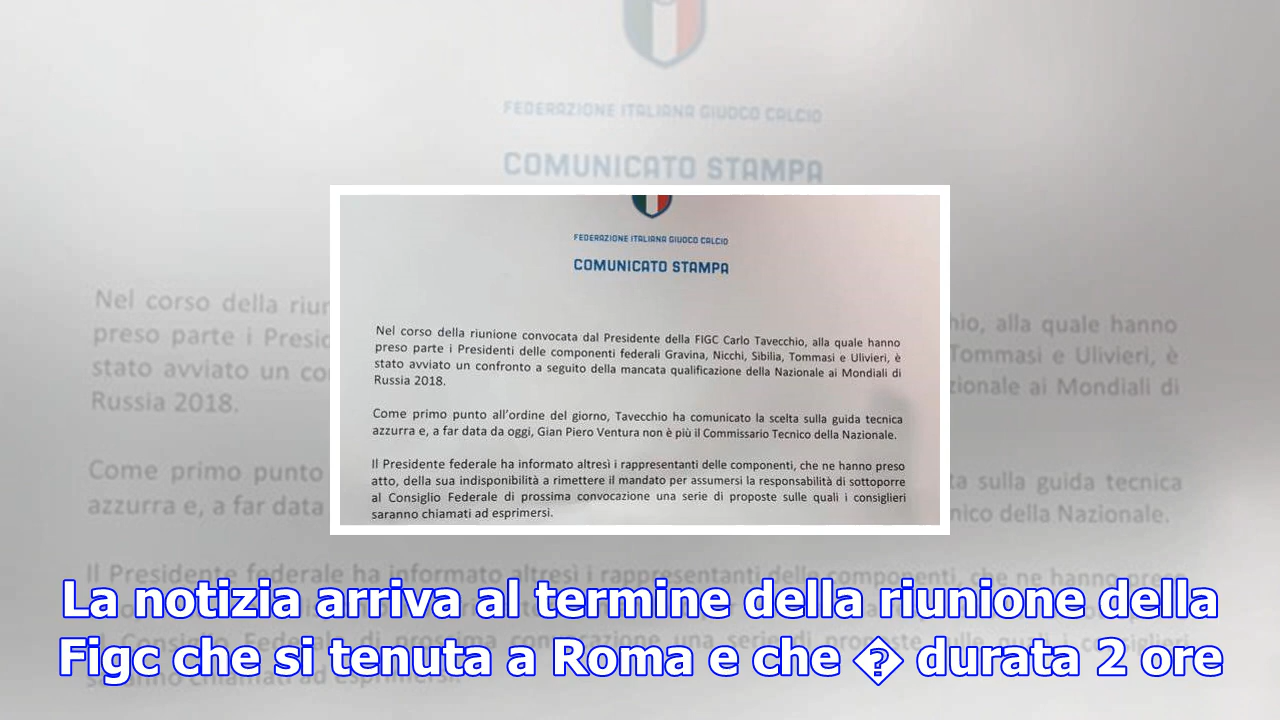 FEDERAZIONE ITALIANA GIUOCO CALCIO
COMUNICATO STAMPA
FEDERAZIONE ITALIANA GIUOCO CALCIO
COMUNICATO STAMPA
Nel corso della riunione convocata dal Presidente della FIGC Carlo Tavecchio, alla quale hanno
preso parte i Presidenti delle componenti federali Gravina, Nicchi, Sibilia, Tommasi e Ulivieri, è
stato avviato un confronto a seguito della mancata qualificazione della Nazionale ai Mondiali di
Russia 2018.
Come primo punto all'ordine del giorno, Tavecchio ha comunicato la scelta sulla guida tecnica
azzurra e, a far data da oggi, Gian Piero Ventura non è più il Commissario Tecnico della Nazionale.
Il Presidente federale ha informato altresì i rappresentanti delle componenti, che ne hanno preso
atto, della sua indisponibilità a rimettere il mandato per assumersi la responsabilità di sottoporre
al Consiglio Federale di prossima convocazione una serie di proposte sulle quali i consiglieri
saranno chiamati ad esprimersi.
La notizia arriva al termine della riunione della
Figc che si tenuta a Roma e che � durata 2 ore